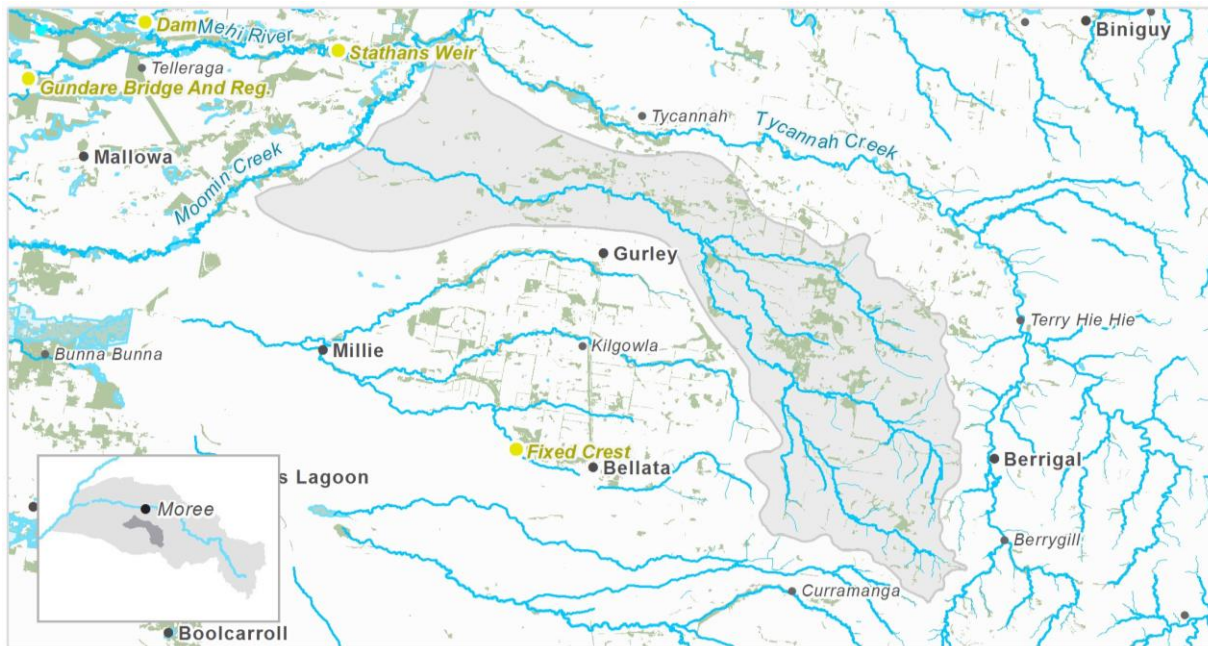 Dam
Mehi River
Stathans Weir
Biniguy
Telleraga
Gundare Bridge And Reg.
Tycannah
Tycannah Creek
Mallowa
Moomin Creek
Gurley
Terry Hie Hie
Millie
Kilgowla
Bunna Bunna
Fixed Crest
Bellata
Berrigal
s Lagoon
Moree
Berrygill
Curramanga
Boolcarroll